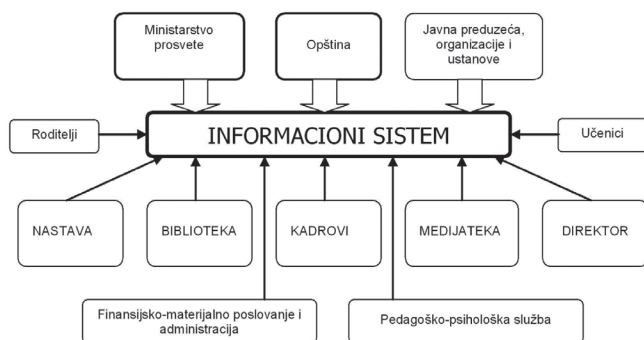 Ministarstvo
prosvete
Opština
Javna preduzeća,
organizacije i
ustanove
Roditelji
INFORMACIONI SISTEM
Učenici
NASTAVA
BIBLIOTEKA
KADROVI
MEDIJATEKA
DIREKTOR
Finansijsko-materijalno poslovanje i
administracija
Pedagoško-psihološka služba